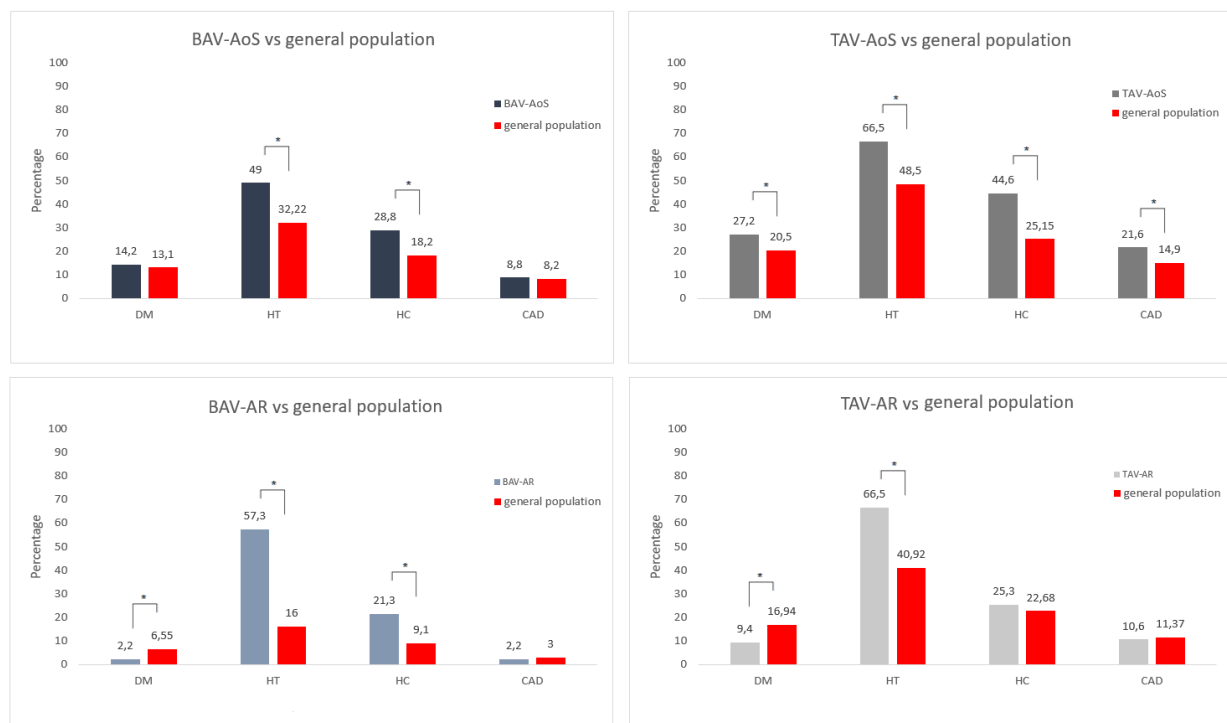 BAV-AoS vs general population
Percentage
100
90
80
70
60
50
40
30
20
10
0
BAV-AoS
general population
*
*
14,2
13,1
49
32,22
28,8
18,2
8,8
8,2
DM
HT
HC
CAD
TAV-AoS vs general population
Percentage
100
90
80
70
60
50
40
30
20
10
0
TAV-AoS
general population
*
*
*
*
27,2
20,5
66,5
48,5
44,6
25,15
21,6
14,9
DM
HT
HC
CAD
BAV-AR vs general population
Percentage
100
90
80
70
60
50
40
30
20
10
0
BAV-AR
general population
*
*
*
2,2
6,55
57,3
16
21,3
9,1
2,2
3
DM
HT
HC
CAD
TAV-AR vs general population
Percentage
100
90
80
70
60
50
40
30
20
10
0
TAV-AR
general population
*
*
9,4
16,94
66,5
40,92
25,3
22,68
10,6
11,37
DM
HT
HC
CAD